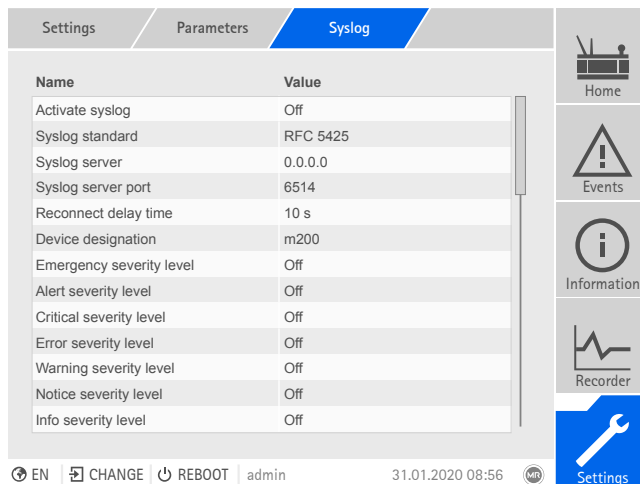 Settings Parameters Syslog
Name Value
Activate syslog Off
Syslog standard RFC 5425
Syslog server 0.0.0.0
Syslog server port 6514
Reconnect delay time 10 s
Device designation m200
Emergency severity level Off
Alert severity level Off
Critical severity level Off
Error severity level Off
Warning severity level Off
Notice severity level Off
Info severity level Off
Home
Events
Information
Recorder
Settings
EN CHANGE REBOOT admin 31.01.2020 08:56 MR